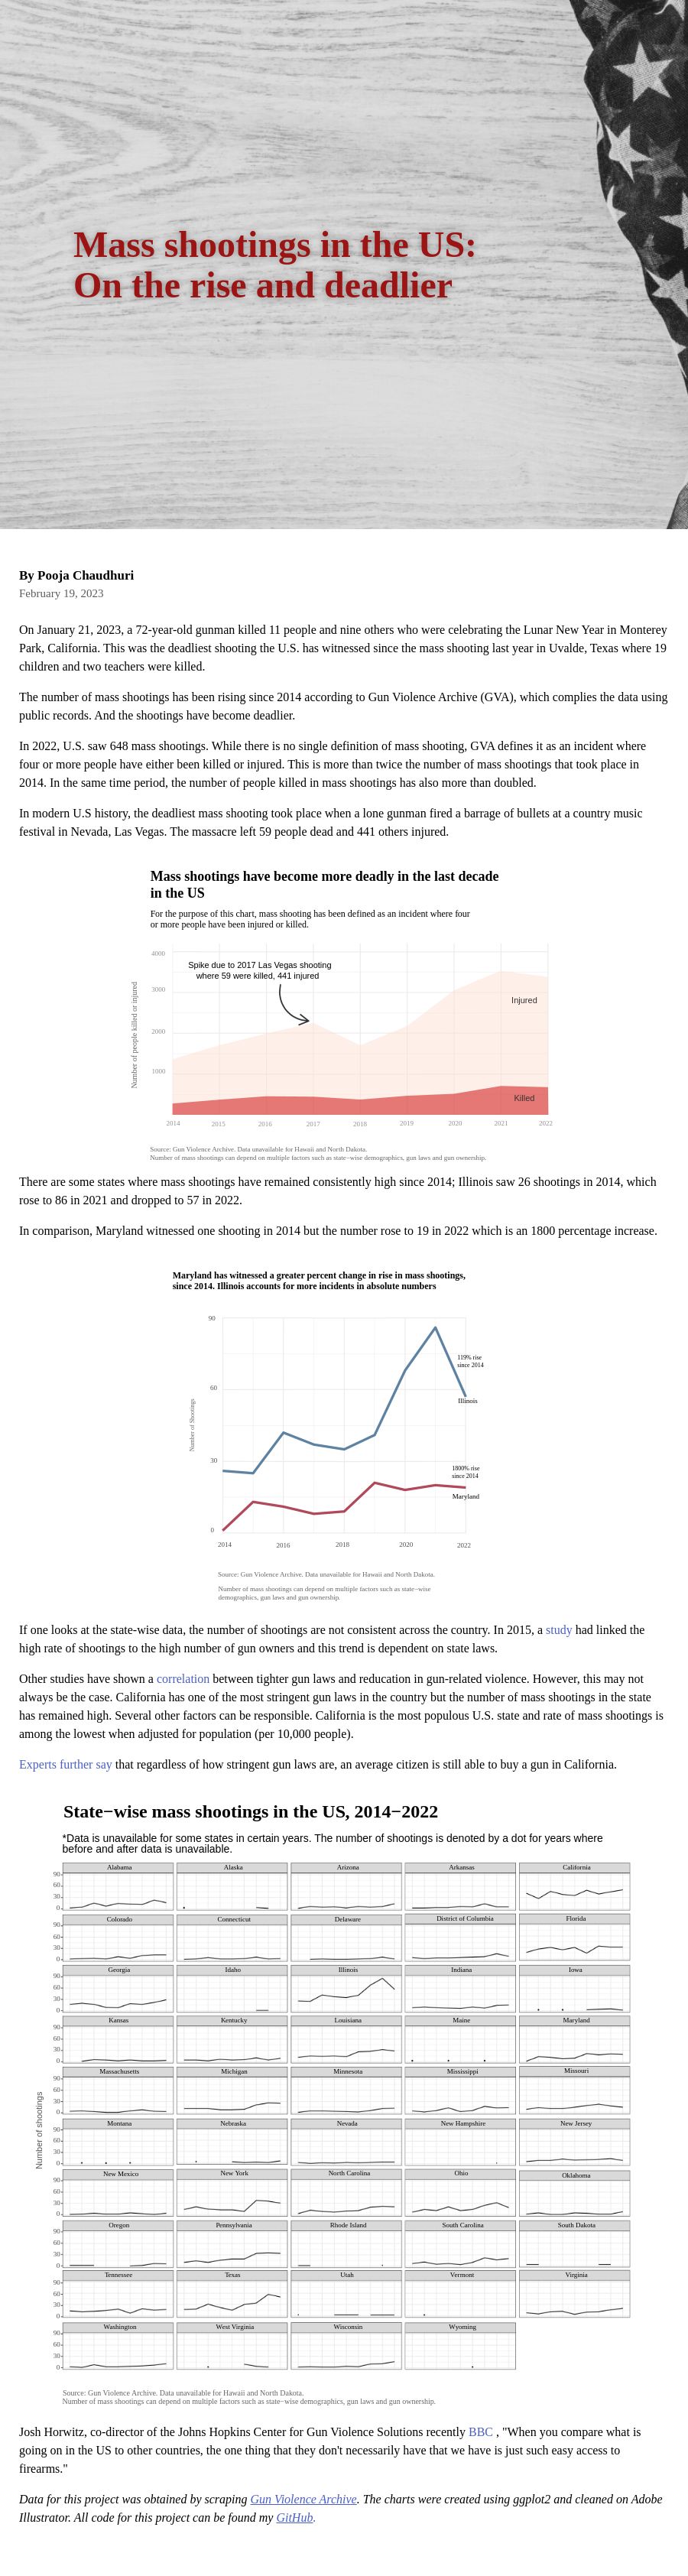 Mass shootings in the US:
On the rise and deadlier
By Pooja Chaudhuri
February 19, 2023
On January 21, 2023, a 72-year-old gunman killed 11 people and nine others who were celebrating the Lunar New Year in Monterey
Park, California. This was the deadliest shooting the U.S. has witnessed since the mass shooting last year in Uvalde, Texas where 19
children and two teachers were killed.
The number of mass shootings has been rising since 2014 according to Gun Violence Archive (GVA), which complies the data using
public records. And the shootings have become deadlier.
In 2022, U.S. saw 648 mass shootings. While there is no single definition of mass shooting, GVA defines it as an incident where
four or more people have either been killed or injured. This is more than twice the number of mass shootings that took place in
2014. In the same time period, the number of people killed in mass shootings has also more than doubled.
In modern U.S history, the deadliest mass shooting took place when a lone gunman fired a barrage of bullets at a country music
festival in Nevada, Las Vegas. The massacre left 59 people dead and 441 others injured.
Mass shootings have become more deadly in the last decade
in the US
For the purpose of this chart, mass shooting has been defined as an incident where four
or more people have been injured or killed.
4000
Spike due to 2017 Las Vegas shooting
where 59 were killed, 441 injured
3000
Injured
Number of people killed or injured
2000
1000
Killed
2014 2015 2016 2017 2018 2019 2020 2021 2022
Source: Gun Violence Archive. Data unavailable for Hawaii and North Dakota.
Number of mass shootings can depend on multiple factors such as state−wise demographics, gun laws and gun ownership.
There are some states where mass shootings have remained consistently high since 2014; Illinois saw 26 shootings in 2014, which
rose to 86 in 2021 and dropped to 57 in 2022.
In comparison, Maryland witnessed one shooting in 2014 but the number rose to 19 in 2022 which is an 1800 percentage increase.
Maryland has witnessed a greater percent change in rise in mass shootings,
since 2014. Illinois accounts for more incidents in absolute numbers
90
119% rise
since 2014
60
Illinois
Number of Shootings
30
1800% rise
since 2014
Maryland
0
2014 2016 2018 2020 2022
Source: Gun Violence Archive. Data unavailable for Hawaii and North Dakota.
Number of mass shootings can depend on multiple factors such as state−wise
demographics, gun laws and gun ownership.
If one looks at the state-wise data, the number of shootings are not consistent across the country. In 2015, a study had linked the
high rate of shootings to the high number of gun owners and this trend is dependent on state laws.
Other studies have shown a correlation between tighter gun laws and reducation in gun-related violence. However, this may not
always be the case. California has one of the most stringent gun laws in the country but the number of mass shootings in the state
has remained high. Several other factors can be responsible. California is the most populous U.S. state and rate of mass shootings is
among the lowest when adjusted for population (per 10,000 people).
Experts further say that regardless of how stringent gun laws are, an average citizen is still able to buy a gun in California.
State−wise mass shootings in the US, 2014−2022
*Data is unavailable for some states in certain years. The number of shootings is denoted by a dot for years where
before and after data is unavailable.
Alabama Alaska Arizona Arkansas California
90
60
30
0
Colorado Connecticut Delaware District of Columbia Florida
90
60
30
0
Georgia Idaho Illinois Indiana Iowa
90
60
30
0
Kansas Kentucky Louisiana Maine Maryland
90
60
30
0
Massachusetts Michigan Minnesota Mississippi Missouri
90
60
30
0
Number of shootings
Montana Nebraska Nevada New Hampshire New Jersey
90
60
30
0
New Mexico New York North Carolina Ohio Oklahoma
90
60
30
0
Oregon Pennsylvania Rhode Island South Carolina South Dakota
90
60
30
0
Tennessee Texas Utah Vermont Virginia
90
60
30
0
Washington West Virginia Wisconsin Wyoming
90
60
30
0
Source: Gun Violence Archive. Data unavailable for Hawaii and North Dakota.
Number of mass shootings can depend on multiple factors such as state−wise demographics, gun laws and gun ownership.
Josh Horwitz, co-director of the Johns Hopkins Center for Gun Violence Solutions recently BBC , "When you compare what is
going on in the US to other countries, the one thing that they don't necessarily have that we have is just such easy access to
firearms."
Data for this project was obtained by scraping Gun Violence Archive. The charts were created using ggplot2 and cleaned on Adobe
Illustrator. All code for this project can be found my GitHub.